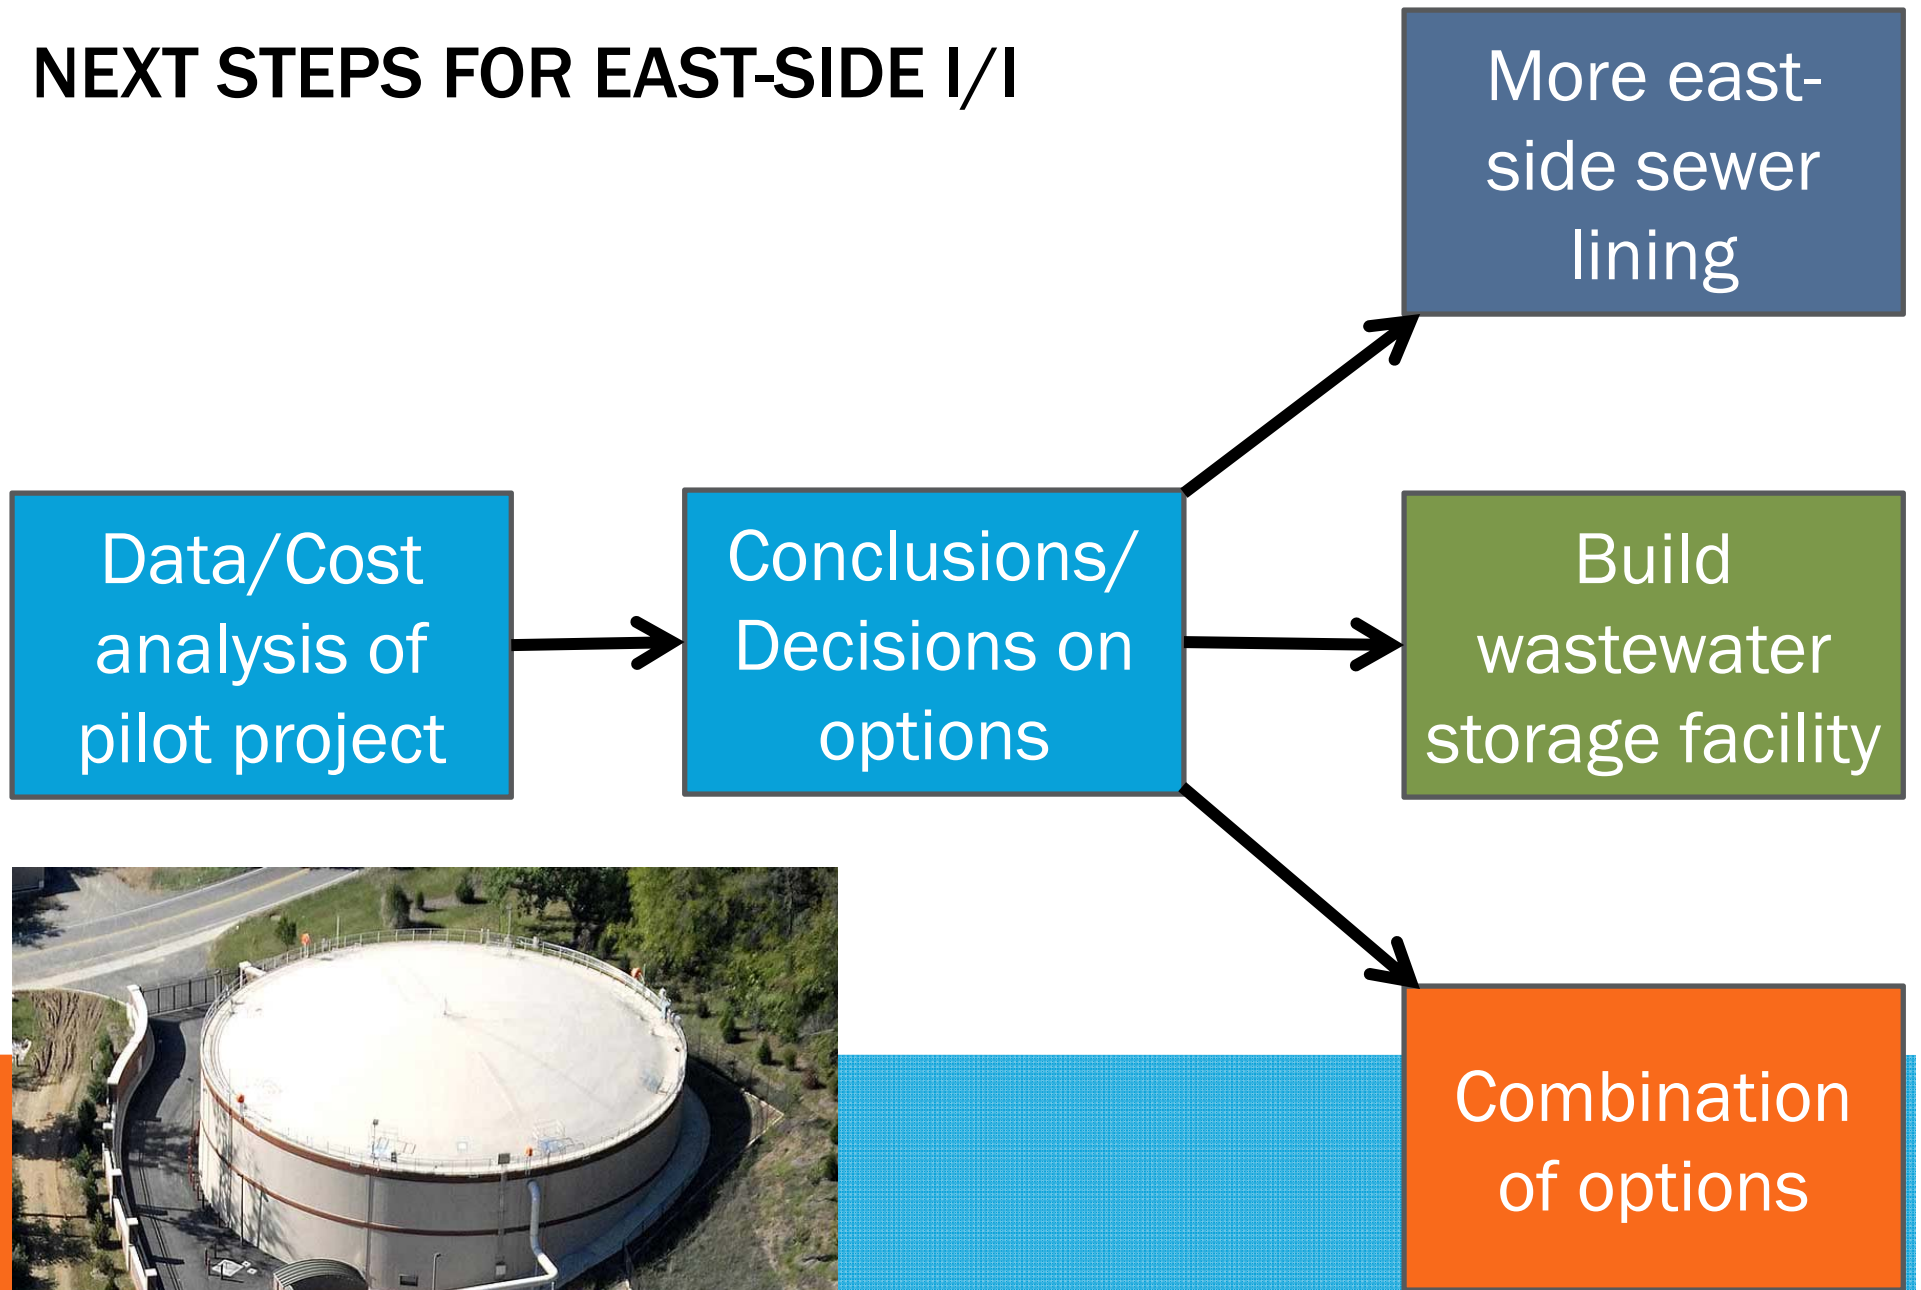 NEXT STEPS FOR EAST-SIDE I/I
Data/Cost
analysis of
pilot project
Conclusions/
Decisions on
options
More east-
side sewer
lining
Build
wastewater
storage facility
Combination
of options